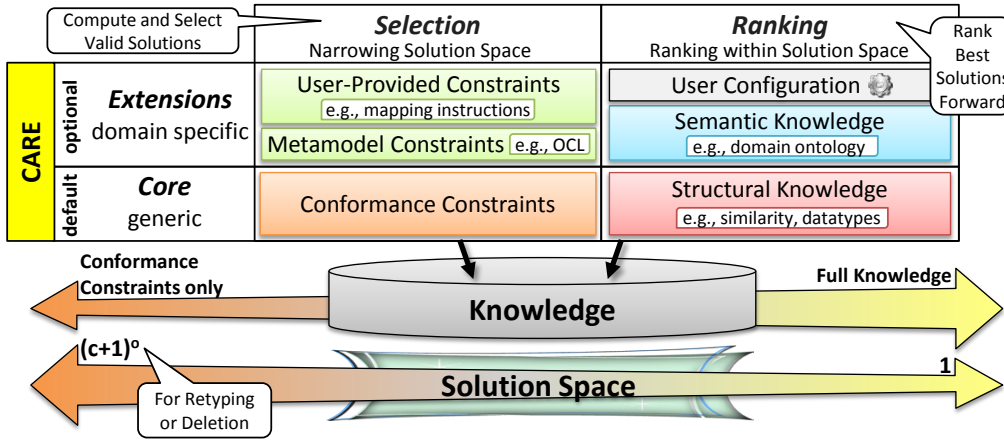 Compute and Select
Valid Solutions
Selection
Narrowing Solution Space
Ranking
Ranking within Solution Space
Rank
Best
Solutions
Forward
CARE
optional
Extensions
domain specific
User-Provided Constraints
e.g., mapping instructions
Metamodel Constraints e.g., OCL
User Configuration
Semantic Knowledge
e.g., domain ontology
default
Core
generic
Conformance Constraints
Structural Knowledge
e.g., similarity, datatypes
Conformance
Constraints only
Knowledge
Full Knowledge
(c+1)º
Solution Space
1
For Retyping
or Deletion